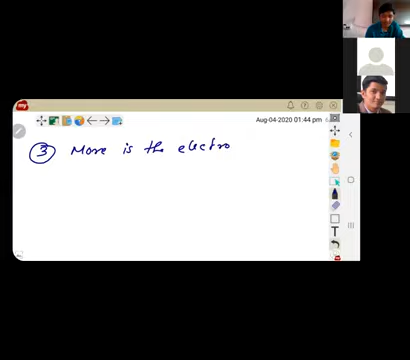 Aug-04-2020 01:44 pm
③ More is the electro
T